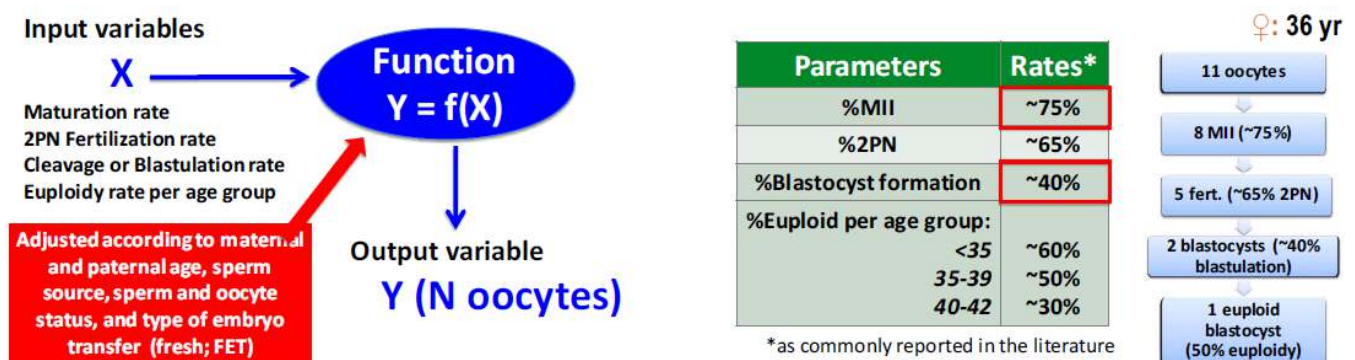 Input variables
X
Maturation rate
2PN Fertilization rate
Cleavage or Blastulation rate
Euploidy rate per age group
Function
Y = f(X)
Adjusted according to maternal
and paternal age, sperm
source, sperm and oocyte
status, and type of embryo
transfer (fresh; FET)
Output variable
Y (N oocytes)
Parameters Rates*
%MII ~75%
%2PN ~65%
%Blastocyst formation ~40%
%Euploid per age group:
<35 ~60%
35-39 ~50%
40-42 ~30%
*as commonly reported in the literature
♀: 36 yr
11 oocytes
8 MII (~75%)
5 fert. (~65% 2PN)
2 blastocysts (~40%
blastulation)
1 euploid
blastocyst
(50% euploidy)